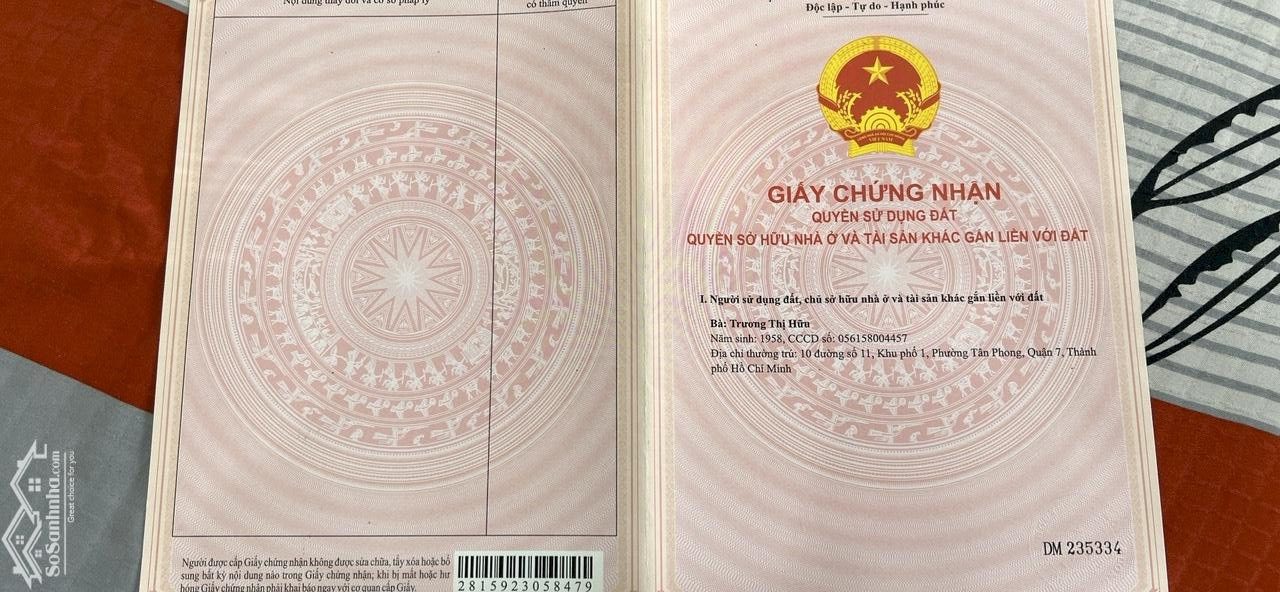 Nội dung thay đổi và cơ sở pháp lý
có thẩm quyền
Người được cấp Giấy chứng nhận không được sửa chữa, tẩy xóa hoặc bổ
sung bất kỳ nội dung nào trong Giấy chứng nhận; khi bị mất hoặc hư
hỏng Giấy chứng nhận phải khai báo ngay với cơ quan cấp Giấy.
2815923058479
Độc lập - Tự do - Hạnh phúc
VIỆT NAM
GIẤY CHỨNG NHẬN
QUYỀN SỬ DỤNG ĐẤT
QUYỀN SỞ HỮU NHÀ Ở VÀ TÀI SẢN KHÁC GẮN LIỀN VỚI ĐẤT
I. Người sử dụng đất, chủ sở hữu nhà ở và tài sản khác gắn liền với đất
Bà: Trương Thị Hữu
Năm sinh: 1958, CCCD số: 056158004457
Địa chỉ thường trú: 10 đường số 11, Khu phố 1, Phường Tân Phong, Quận 7, Thành
phố Hồ Chí Minh
DM 235334
SoSanhnha.com
Great choice for you